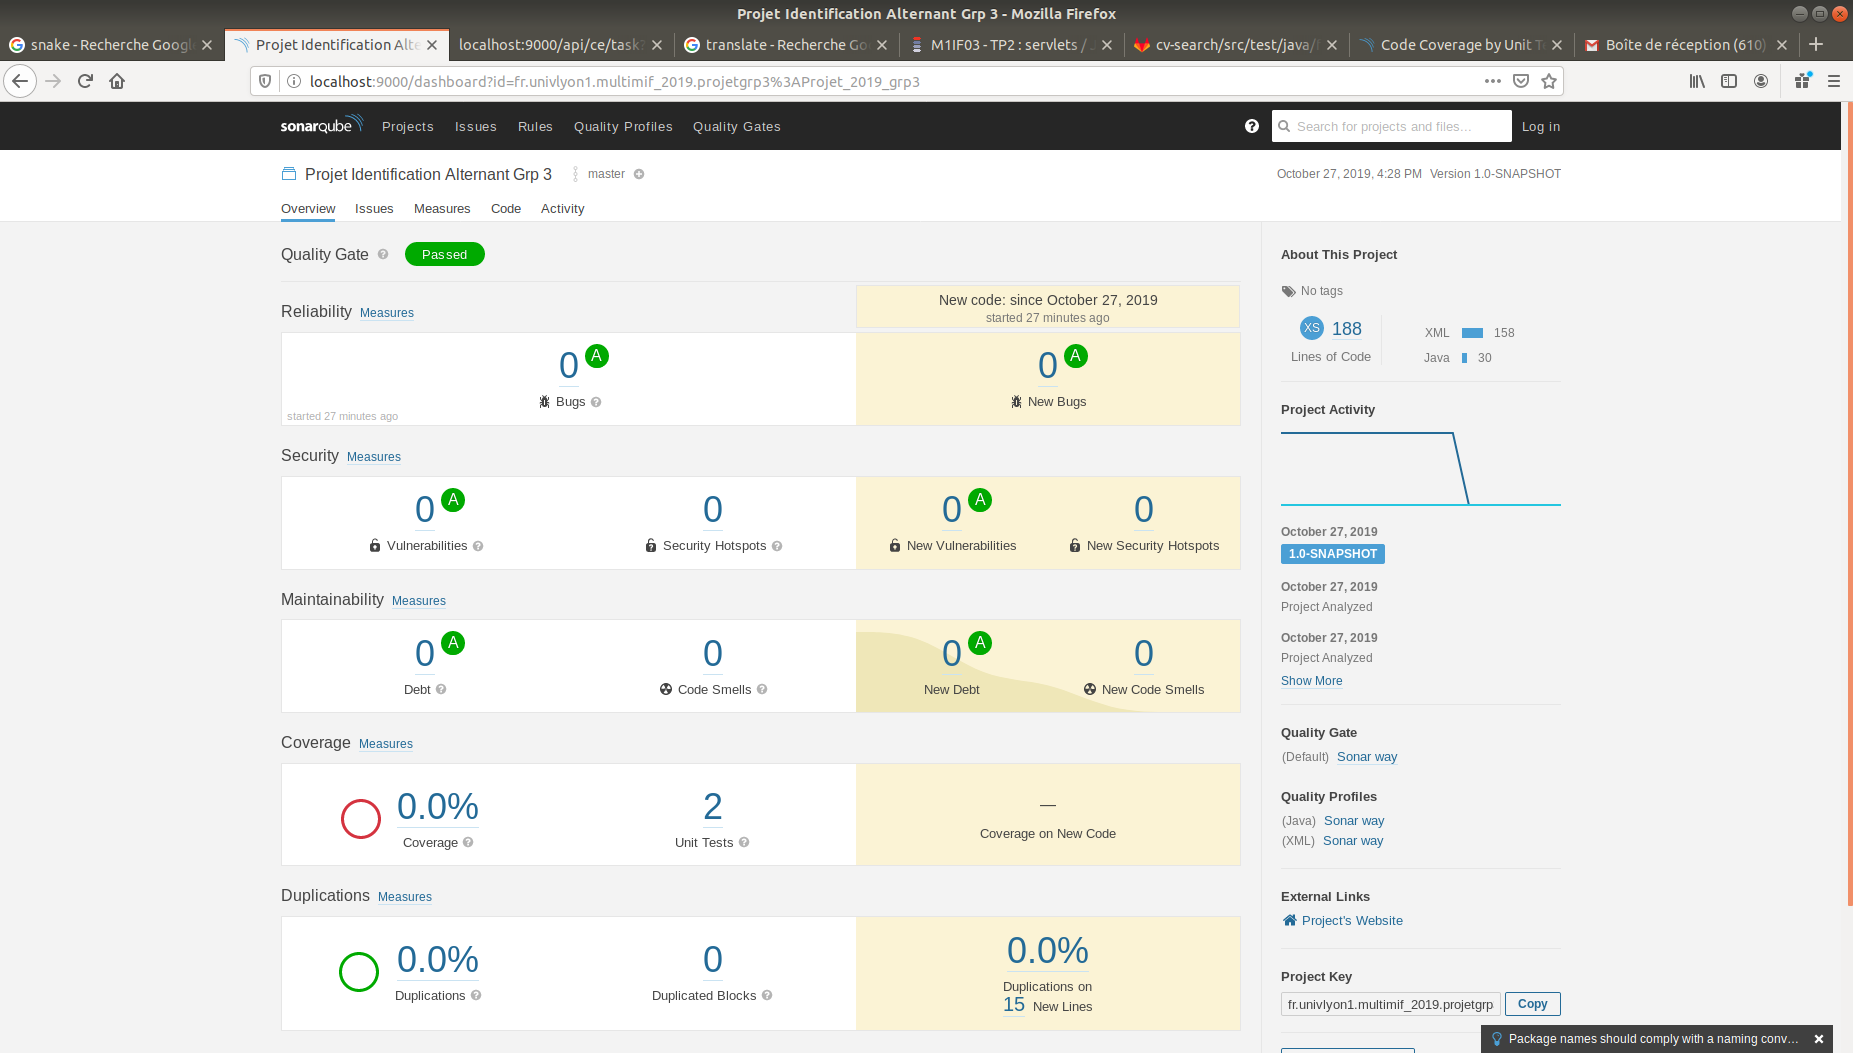 Projet Identification Alternant Grp 3 - Mozilla Firefox
snake - Recherche Googl
Projet Identification Alte
localhost:9000/api/ce/task
translate - Recherche Go
M1IF03 - TP2 : servlets /
cv-search/src/test/java/
Code Coverage by Unit T
Boîte de réception (610)
localhost:9000/dashboard?id=fr.univlyon1.multimif_2019.projetgrp3%3AProjet_2019_grp3
sonarqube Projects Issues Rules Quality Profiles Quality Gates
Search for projects and files...
Log in
Projet Identification Alternant Grp 3 master
October 27, 2019, 4:28 PM Version 1.0-SNAPSHOT
Overview Issues Measures Code Activity
Quality Gate Passed
Reliability Measures
New code: since October 27, 2019
started 27 minutes ago
0 A
Bugs
started 27 minutes ago
0 A
New Bugs
Security Measures
0 A
Vulnerabilities
0
Security Hotspots
0 A
New Vulnerabilities
0
New Security Hotspots
Maintainability Measures
0 A
Debt
0
Code Smells
0 A
New Debt
0
New Code Smells
Coverage Measures
0.0%
Coverage
2
Unit Tests
—
Coverage on New Code
Duplications Measures
0.0%
Duplications
0
Duplicated Blocks
0.0%
Duplications on
15 New Lines
About This Project
No tags
XS 188
Lines of Code
XML 158
Java 30
Project Activity
October 27, 2019
1.0-SNAPSHOT
October 27, 2019
Project Analyzed
October 27, 2019
Project Analyzed
Show More
Quality Gate
(Default) Sonar way
Quality Profiles
(Java) Sonar way
(XML) Sonar way
External Links
Project's Website
Project Key
fr.univlyon1.multimif_2019.projetgrp
Copy
Package names should comply with a naming conv...